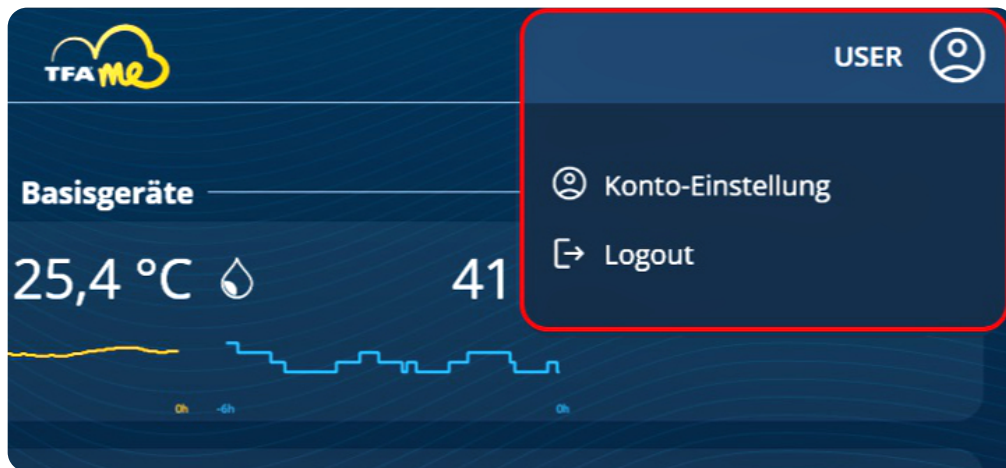 TFA me
USER
Basisgeräte
Konto-Einstellung
Logout
25,4 °C
41
0h
-6h
0h